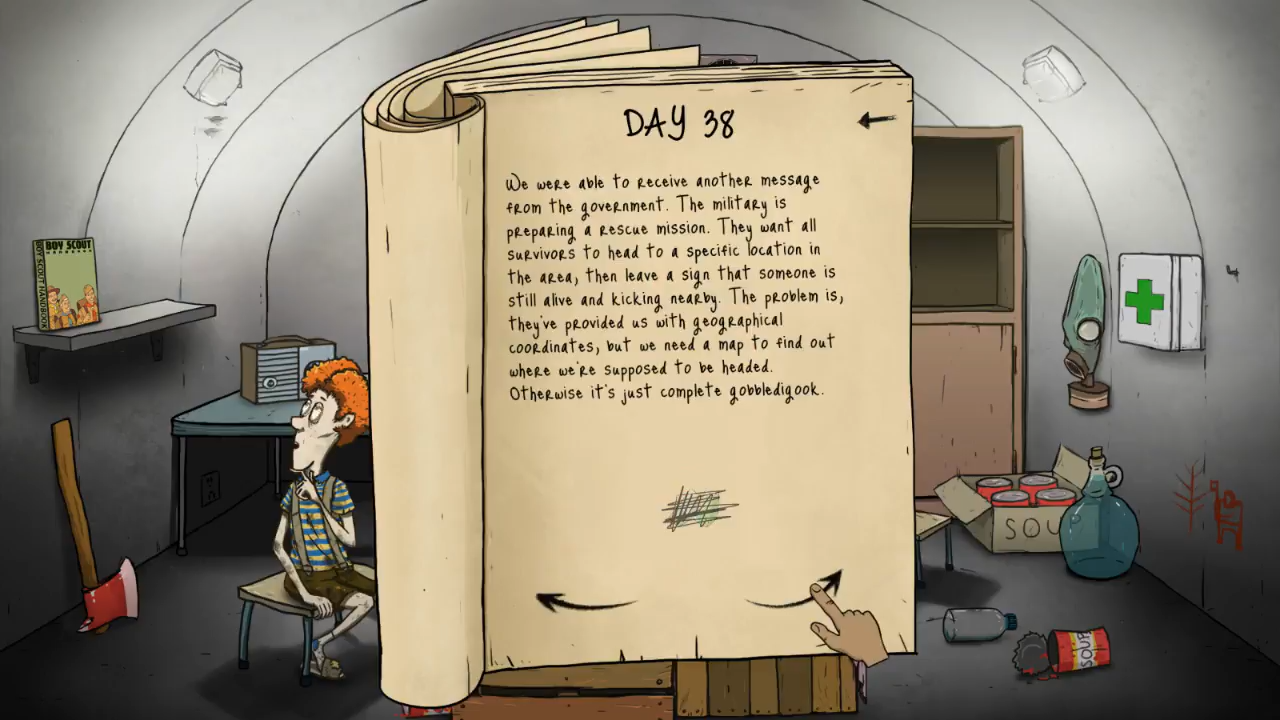 DAY 38
We were able to receive another message
from the government. The military is
preparing a rescue mission. They want all
survivors to head to a specific location in
the area, then leave a sign that someone is
still alive and kicking nearby. The problem is,
they've provided us with geographical
coordinates, but we need a map to find out
where we're supposed to be headed.
Otherwise it's just complete gobbledigook.
BOY SCOUT
BOY SCOUT HANDBOOK
SOUP
SOUP